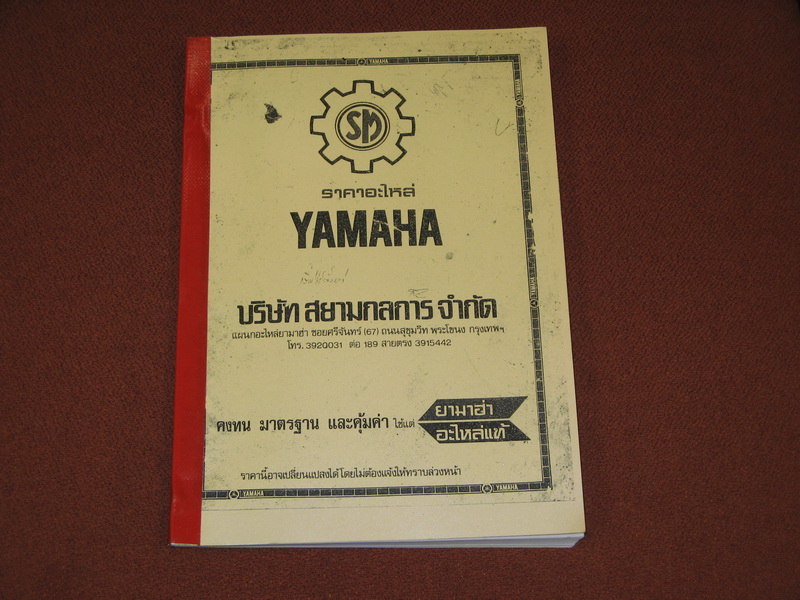 YAMAHA
YAMAHA
SM
ราคาอะไหล่
YAMAHA
บริษัท สยามกลการ จำกัด
แผนกอะไหล่ยามาฮ่า ซอยศรีจันทร์ (67) ถนนสุขุมวิท พระโขนง กรุงเทพฯ
โทร. 3920031 ต่อ 189 สายตรง 3915442
YAMAHA
คงทน มาตรฐาน และคุ้มค่า ใช้แต่
ยามาฮ่า
อะไหล่แท้
ราคานี้อาจเปลี่ยนแปลงได้โดยไม่ต้องแจ้งให้ทราบล่วงหน้า
YAMAHA
YAMAHA